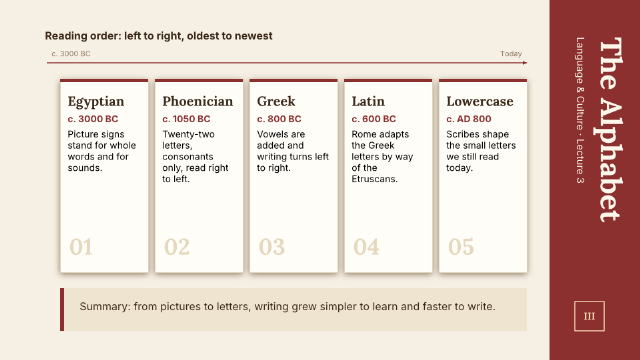 Reading order: left to right, oldest to newest
c. 3000 BC
Today
Egyptian
c. 3000 BC
Picture signs
stand for whole
words and for
sounds.
01
Phoenician
c. 1050 BC
Twenty-two
letters,
consonants
only, read right
to left.
02
Greek
c. 800 BC
Vowels are
added and
writing turns left
to right.
03
Latin
c. 600 BC
Rome adapts
the Greek
letters by way
of the
Etruscans.
04
Lowercase
c. AD 800
Scribes shape
the small letters
we still read
today.
05
Summary: from pictures to letters, writing grew simpler to learn and faster to write.
The Alphabet
Language & Culture · Lecture 3
III